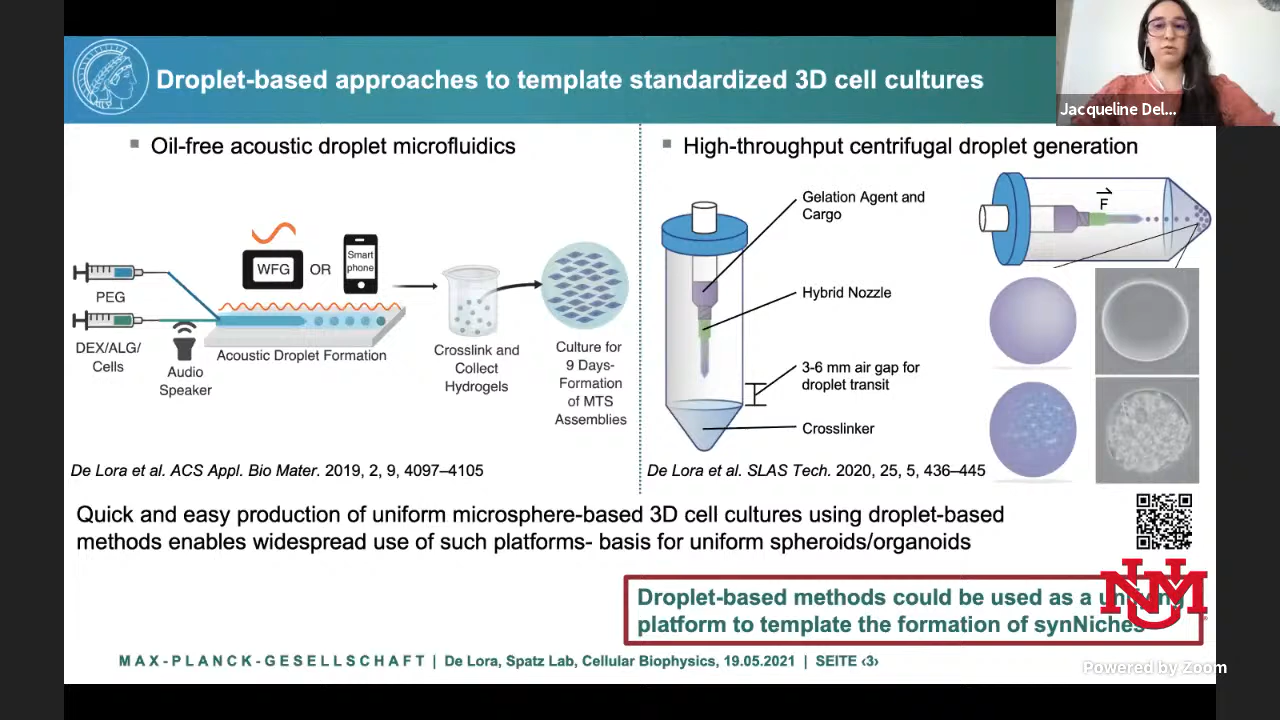 Droplet-based approaches to template standardized 3D cell cultures
Jacqueline Del...
Oil-free acoustic droplet microfluidics
WFG
OR
Smart
phone
PEG
DEX/ALG/
Cells
Audio
Speaker
Acoustic Droplet Formation
Crosslink and
Collect
Hydrogels
Culture for
9 Days-
Formation
of MTS
Assemblies
De Lora et al. ACS Appl. Bio Mater. 2019, 2, 9, 4097–4105
High-throughput centrifugal droplet generation
Gelation Agent and
Cargo
Hybrid Nozzle
3-6 mm air gap for
droplet transit
Crosslinker
F
De Lora et al. SLAS Tech. 2020, 25, 5, 436–445
Quick and easy production of uniform microsphere-based 3D cell cultures using droplet-based
methods enables widespread use of such platforms- basis for uniform spheroids/organoids
Droplet-based methods could be used as a
platform to template the formation of synNiches
UNM
MAX-PLANCK-GESELLSCHAFT | De Lora, Spatz Lab, Cellular Biophysics, 19.05.2021 | SEITE ‹3›
Powered by Zoom